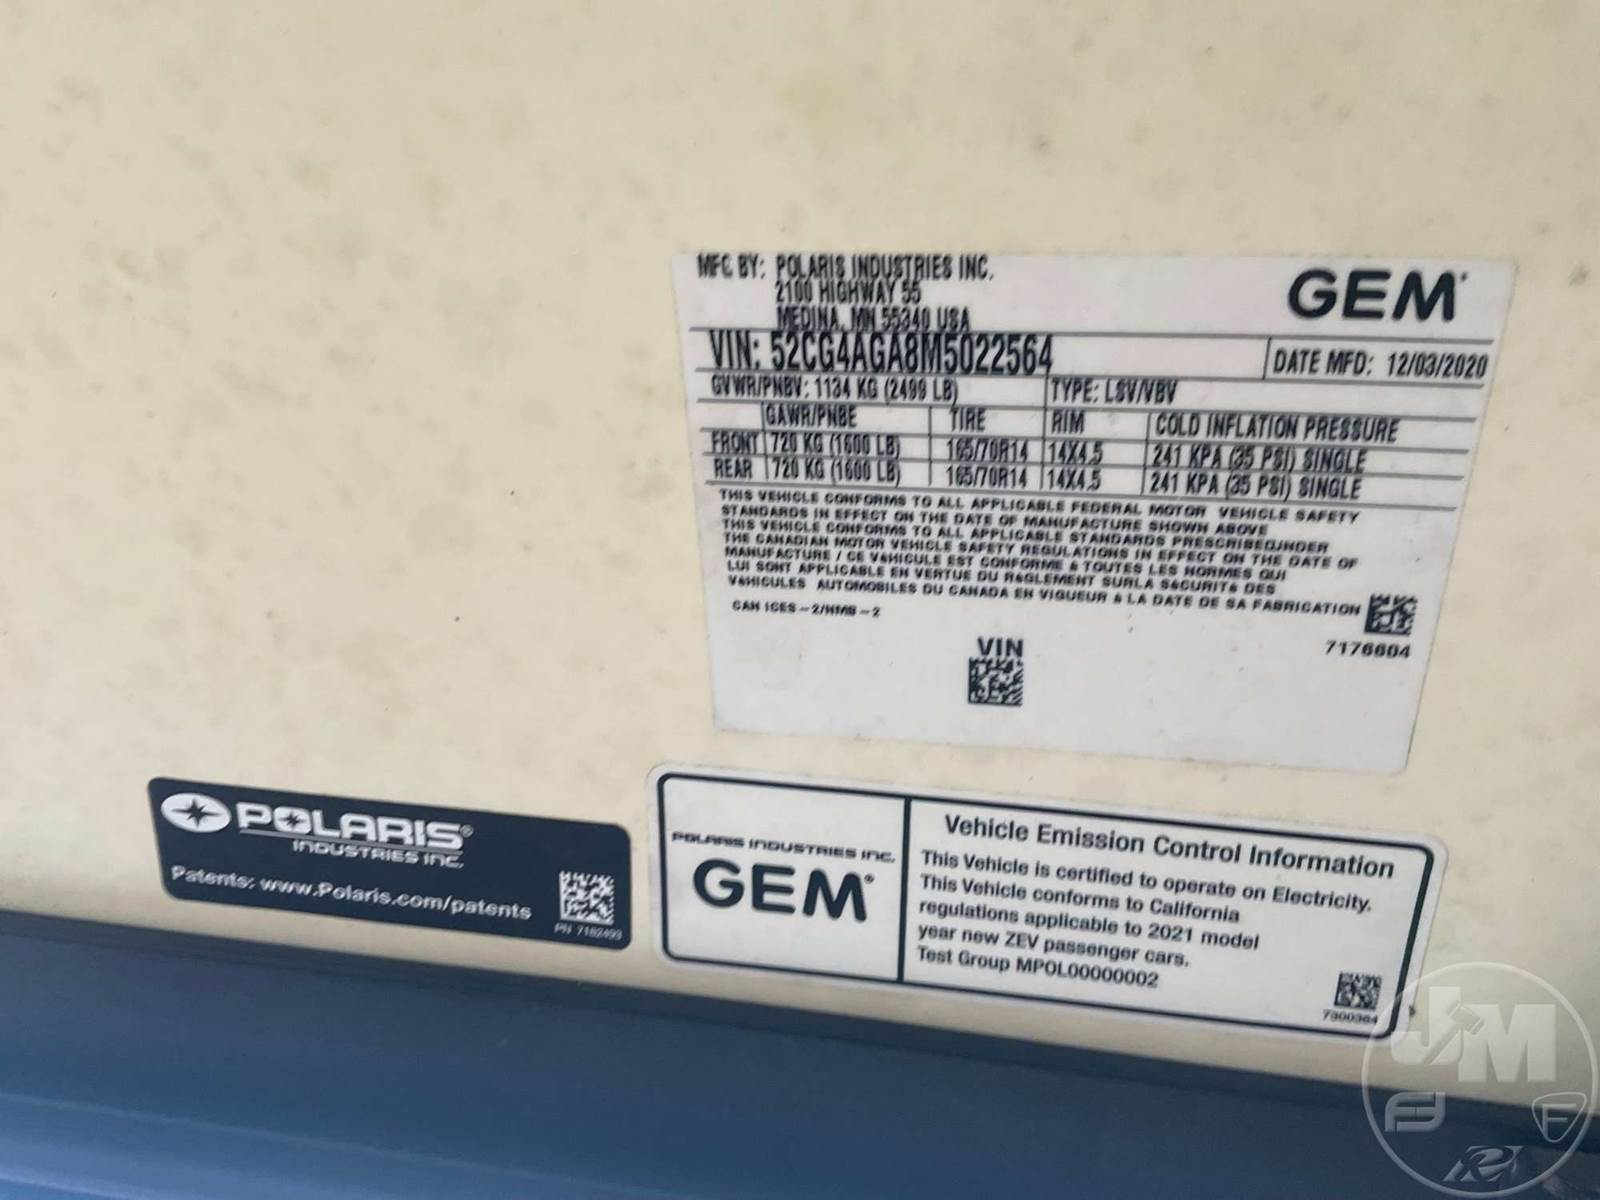 MFG BY: POLARIS INDUSTRIES INC.
2100 HIGHWAY 55
MEDINA, MN 55340 USA
GEM
VIN: 52CG4AGA8M5022564
DATE MFD: 12/03/2020
GVWR/PNBV: 1134 KG (2499 LB)
TYPE: LSV/VBV
GAWR/PNBE TIRE RIM COLD INFLATION PRESSURE
FRONT 720 KG (1600 LB) 165/70R14 14X4.5 241 KPA (35 PSI) SINGLE
REAR 720 KG (1600 LB) 165/70R14 14X4.5 241 KPA (35 PSI) SINGLE
THIS VEHICLE CONFORMS TO ALL APPLICABLE FEDERAL MOTOR VEHICLE SAFETY
STANDARDS IN EFFECT ON THE DATE OF MANUFACTURE SHOWN ABOVE
THIS VEHICLE CONFORMS TO ALL APPLICABLE STANDARDS PRESCRIBEDUNDER
THE CANADIAN MOTOR VEHICLE SAFETY REGULATIONS IN EFFECT ON THE DATE OF
MANUFACTURE / CE VÉHICULE EST CONFORME À TOUTES LES NORMES QUI
LUI SONT APPLICABLE EN VERTUE DU RÉGLEMENT SURLA SÉCURITÉ DES
VÉHICULES AUTOMOBILES DU CANADA EN VIGUEUR À LA DATE DE SA FABRICATION
CAN ICES-2/NMB-2
7176604
VIN
POLARIS®
INDUSTRIES INC.
Patents: www.Polaris.com/patents
PN 7182493
POLARIS INDUSTRIES INC.
GEM
Vehicle Emission Control Information
This Vehicle is certified to operate on Electricity.
This Vehicle conforms to California
regulations applicable to 2021 model
year new ZEV passenger cars.
Test Group MPOL00000002
7300364
JM